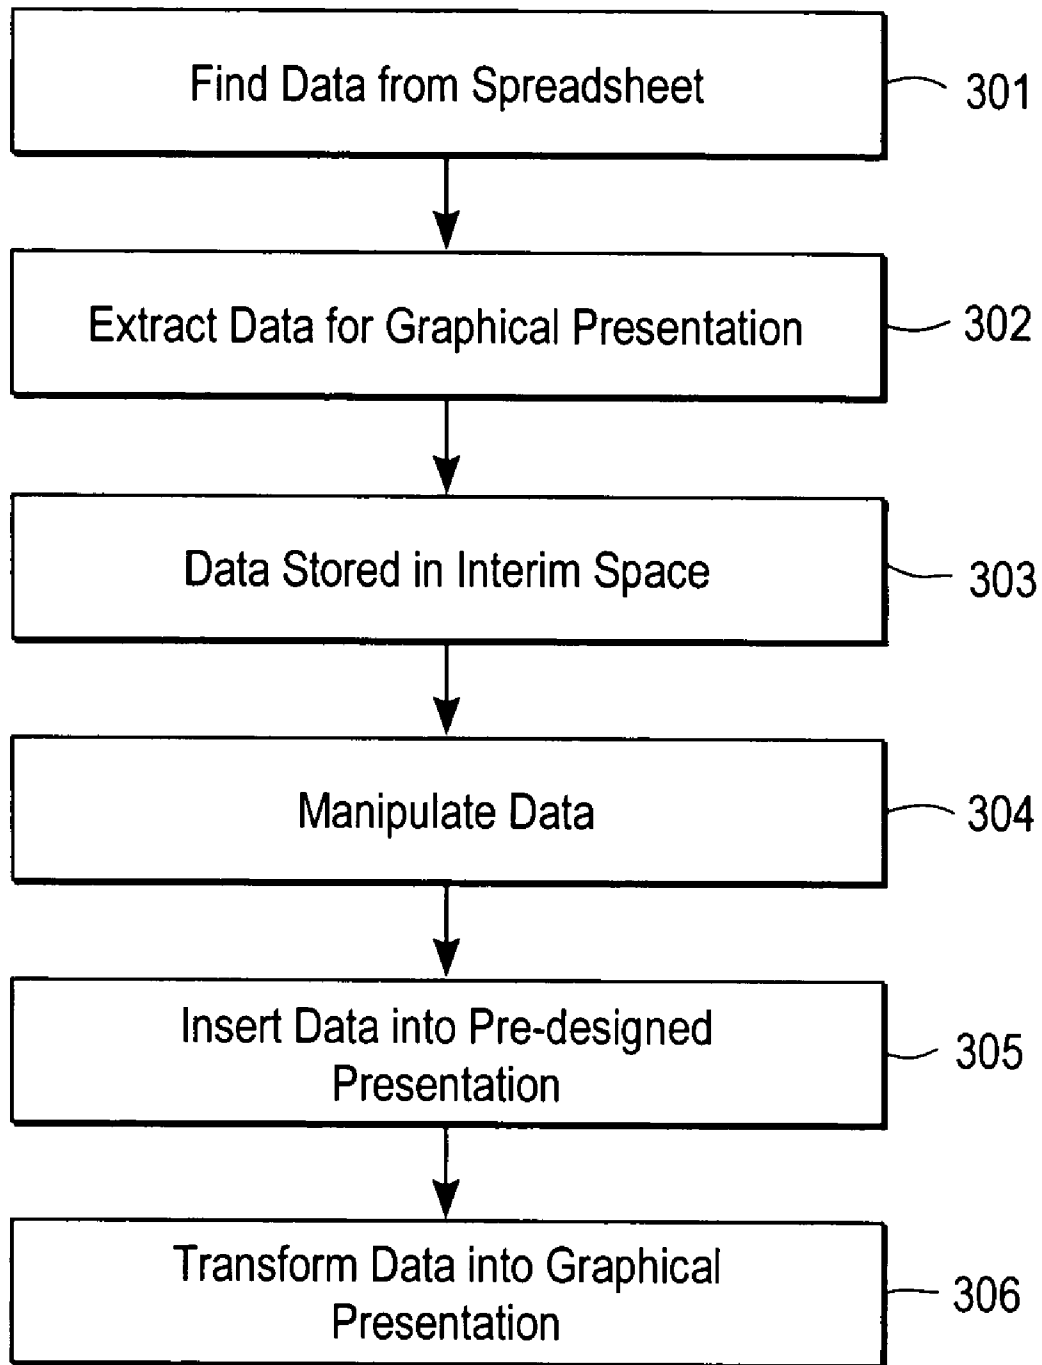 Find Data from Spreadsheet
301
Extract Data for Graphical Presentation
302
Data Stored in Interim Space
303
Manipulate Data
304
Insert Data into Pre-designed
Presentation
305
Transform Data into Graphical
Presentation
306